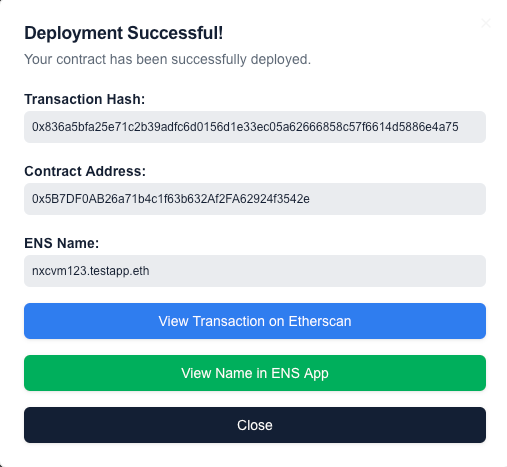 Deployment Successful!
Your contract has been successfully deployed.
Transaction Hash:
0x836a5bfa25e71c2b39adfc6d0156d1e33ec05a62666858c57f6614d5886e4a75
Contract Address:
0x5B7DF0AB26a71b4c1f63b632Af2FA62924f3542e
ENS Name:
nxcvm123.testapp.eth
View Transaction on Etherscan
View Name in ENS App
Close